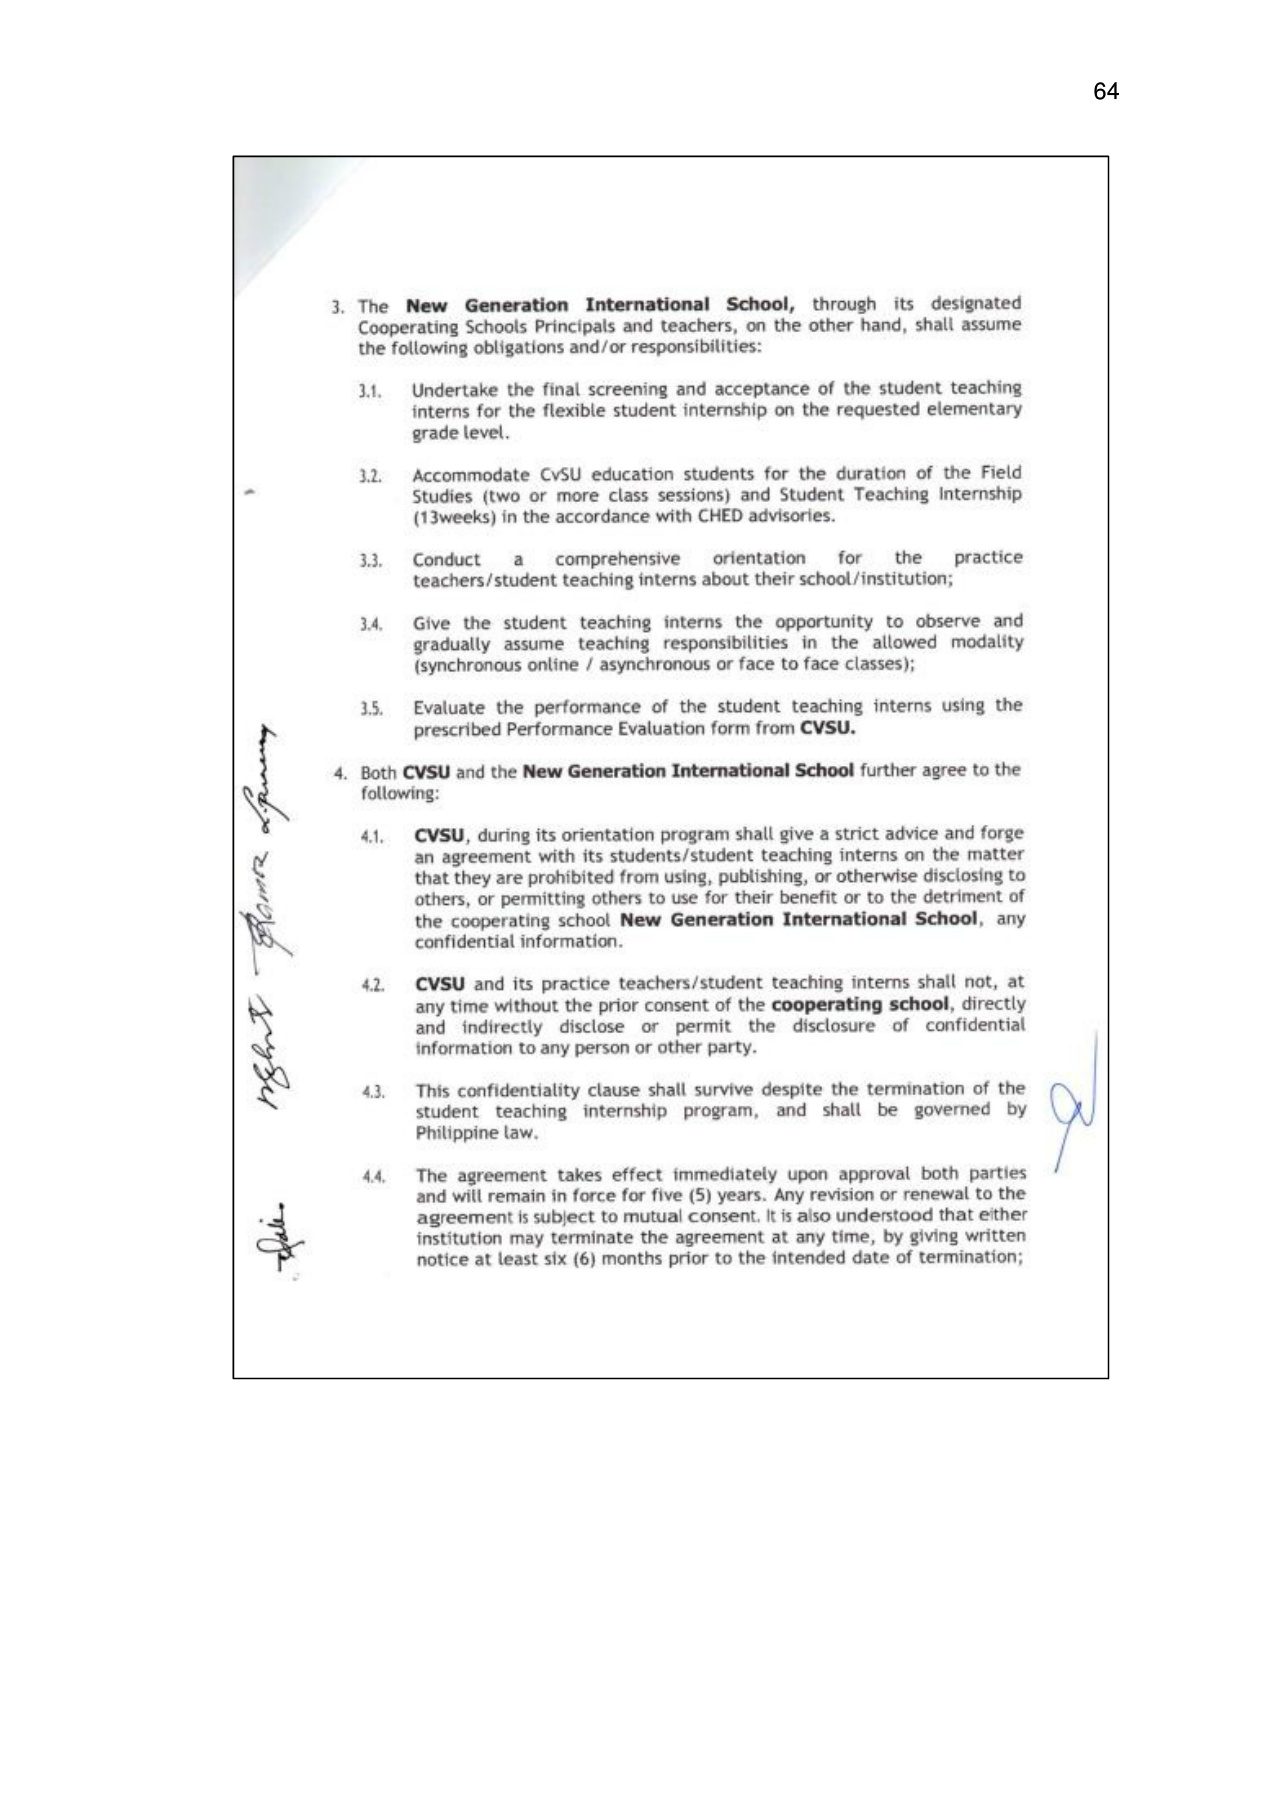 64
3. The New Generation International School, through its designated
Cooperating Schools Principals and teachers, on the other hand, shall assume
the following obligations and/or responsibilities:
3.1. Undertake the final screening and acceptance of the student teaching
interns for the flexible student internship on the requested elementary
grade level.
3.2. Accommodate CvSU education students for the duration of the Field
Studies (two or more class sessions) and Student Teaching Internship
(13weeks) in the accordance with CHED advisories.
3.3. Conduct a comprehensive orientation for the practice
teachers/student teaching interns about their school/institution;
3.4. Give the student teaching interns the opportunity to observe and
gradually assume teaching responsibilities in the allowed modality
(synchronous online / asynchronous or face to face classes);
3.5. Evaluate the performance of the student teaching interns using the
prescribed Performance Evaluation form from CVSU.
4. Both CVSU and the New Generation International School further agree to the
following:
4.1. CVSU, during its orientation program shall give a strict advice and forge
an agreement with its students/student teaching interns on the matter
that they are prohibited from using, publishing, or otherwise disclosing to
others, or permitting others to use for their benefit or to the detriment of
the cooperating school New Generation International School, any
confidential information.
4.2. CVSU and its practice teachers/student teaching interns shall not, at
any time without the prior consent of the cooperating school, directly
and indirectly disclose or permit the disclosure of confidential
information to any person or other party.
4.3. This confidentiality clause shall survive despite the termination of the
student teaching internship program, and shall be governed by
Philippine law.
4.4. The agreement takes effect immediately upon approval both parties
and will remain in force for five (5) years. Any revision or renewal to the
agreement is subject to mutual consent. It is also understood that either
institution may terminate the agreement at any time, by giving written
notice at least six (6) months prior to the intended date of termination;